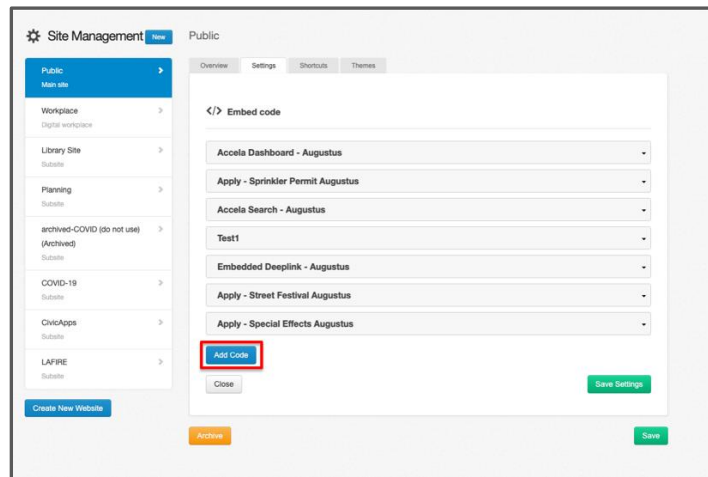 Site Management New
Public
Main site
Workplace
Digital workplace
Library Site
Subsite
Planning
Subsite
archived-COVID (do not use)
(Archived)
Subsite
COVID-19
Subsite
CivicApps
Subsite
LAFIRE
Subsite
Create New Website
Public
Overview Settings Shortcuts Themes
</> Embed code
Accela Dashboard - Augustus
Apply - Sprinkler Permit Augustus
Accela Search - Augustus
Test1
Embedded Deeplink - Augustus
Apply - Street Festival Augustus
Apply - Special Effects Augustus
Add Code
Close Save Settings
Archive Save